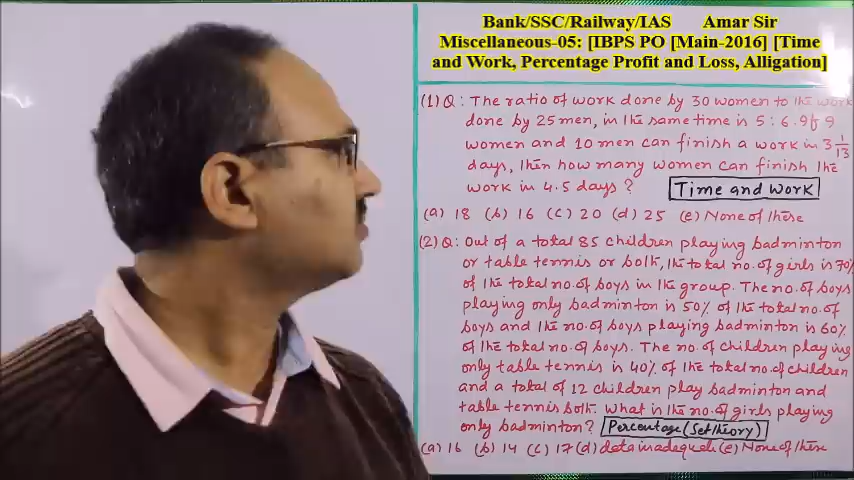 Bank/SSC/Railway/IAS Amar Sir
Miscellaneous-05: [IBPS PO [Main-2016] [Time
and Work, Percentage Profit and Loss, Alligation]
(1) Q: The ratio of work done by 30 women to the work
done by 25 men, in the same time is 5:6. If 9
women and 10 men can finish a work in 3 1/13
days, then how many women can finish the
work in 4.5 days? Time and Work
(a) 18 (b) 16 (c) 20 (d) 25 (e) None of these
(2) Q: Out of a total 85 children playing badminton
or table tennis or both, the total no. of girls is 70%
of the total no. of boys in the group. The no. of boys
playing only badminton is 50% of the total no. of
boys and the no. of boys playing badminton is 60%
of the total no. of boys. The no. of children playing
only table tennis is 40% of the total no. of children
and a total of 12 children play badminton and
table tennis both. What is the no. of girls playing
only badminton? Percentage (Set theory)
(a) 16 (b) 14 (c) 17 (d) data inadequate (e) None of these